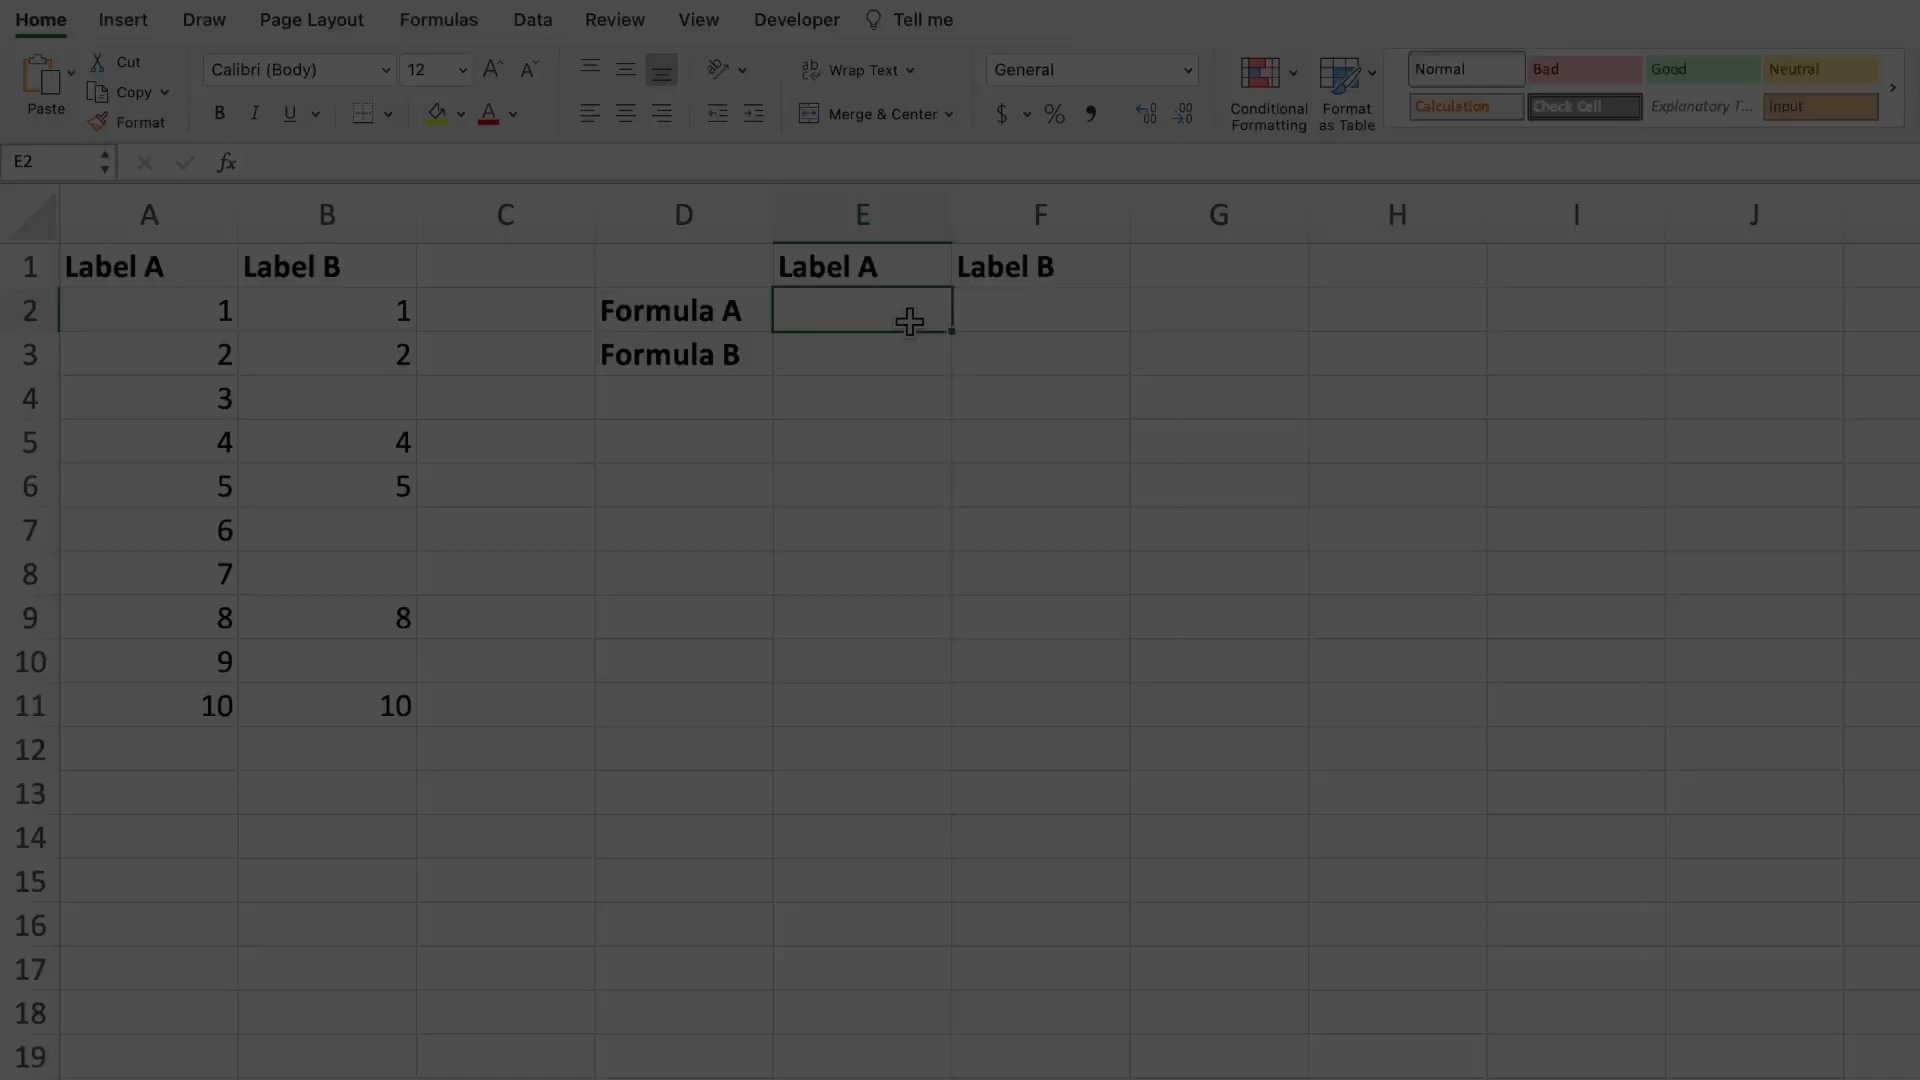 Home Insert Draw Page Layout Formulas Data Review View Developer Tell me
Paste
Cut
Copy
Format
Calibri (Body) 12
B I U
Wrap Text
Merge & Center
General
$ % 9
Conditional Formatting
Format as Table
Normal Bad Good Neutral
Calculation Check Cell Explanatory T... Input
E2 fx
A B C D E F G H I J
1 Label A Label B Label A Label B
2 1 1 Formula A
3 2 2 Formula B
4 3
5 4 4
6 5 5
7 6
8 7
9 8 8
10 9
11 10 10
12
13
14
15
16
17
18
19